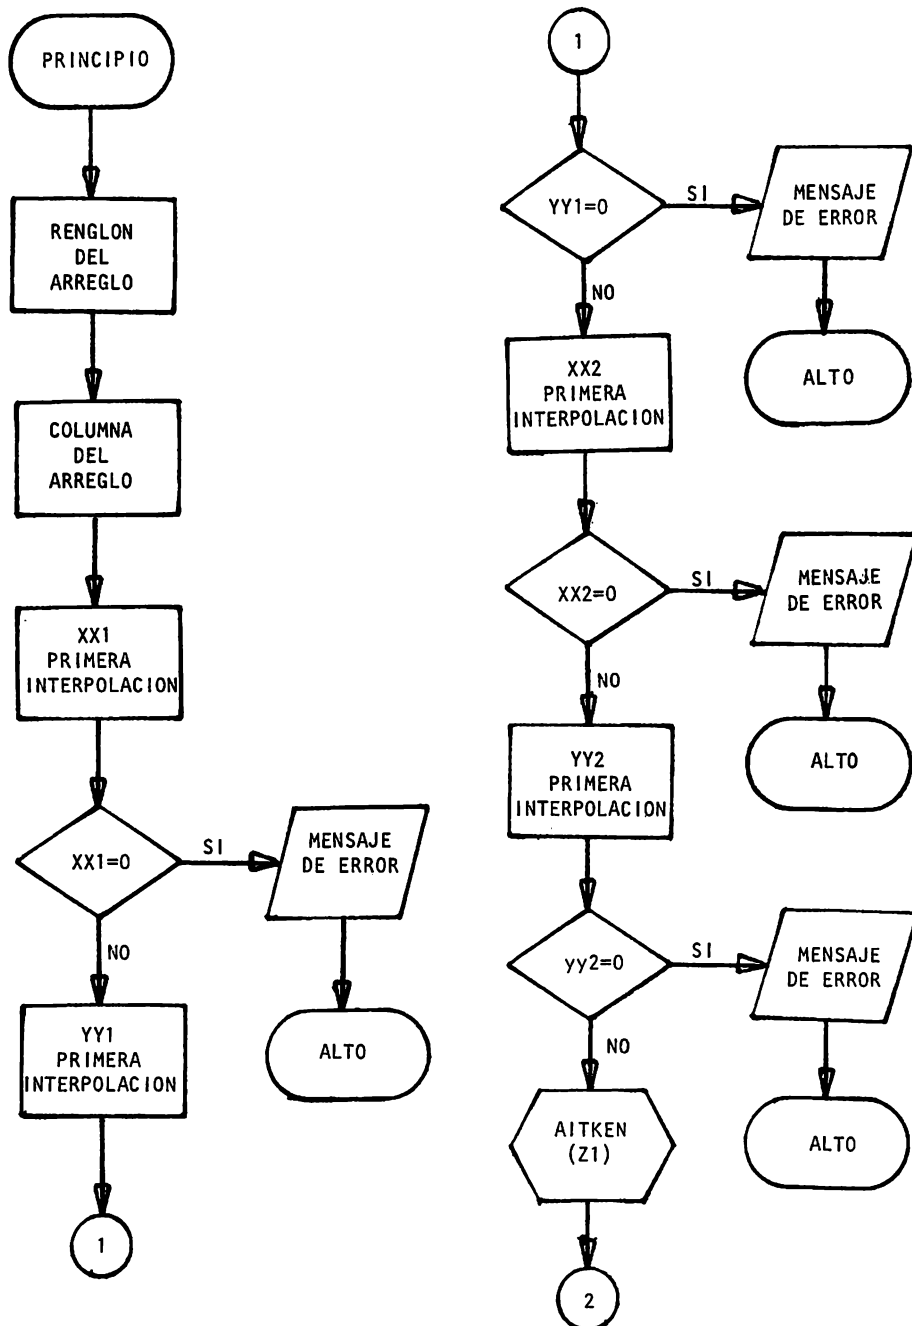 PRINCIPIO
RENGLON
DEL
ARREGLO
COLUMNA
DEL
ARREGLO
XX1
PRIMERA
INTERPOLACION
XX1=0
SI
MENSAJE
DE ERROR
NO
ALTO
YY1
PRIMERA
INTERPOLACION
1
1
YY1=0
SI
MENSAJE
DE ERROR
NO
ALTO
XX2
PRIMERA
INTERPOLACION
XX2=0
SI
MENSAJE
DE ERROR
NO
ALTO
YY2
PRIMERA
INTERPOLACION
yy2=0
SI
MENSAJE
DE ERROR
NO
ALTO
AITKEN
(Z1)
2